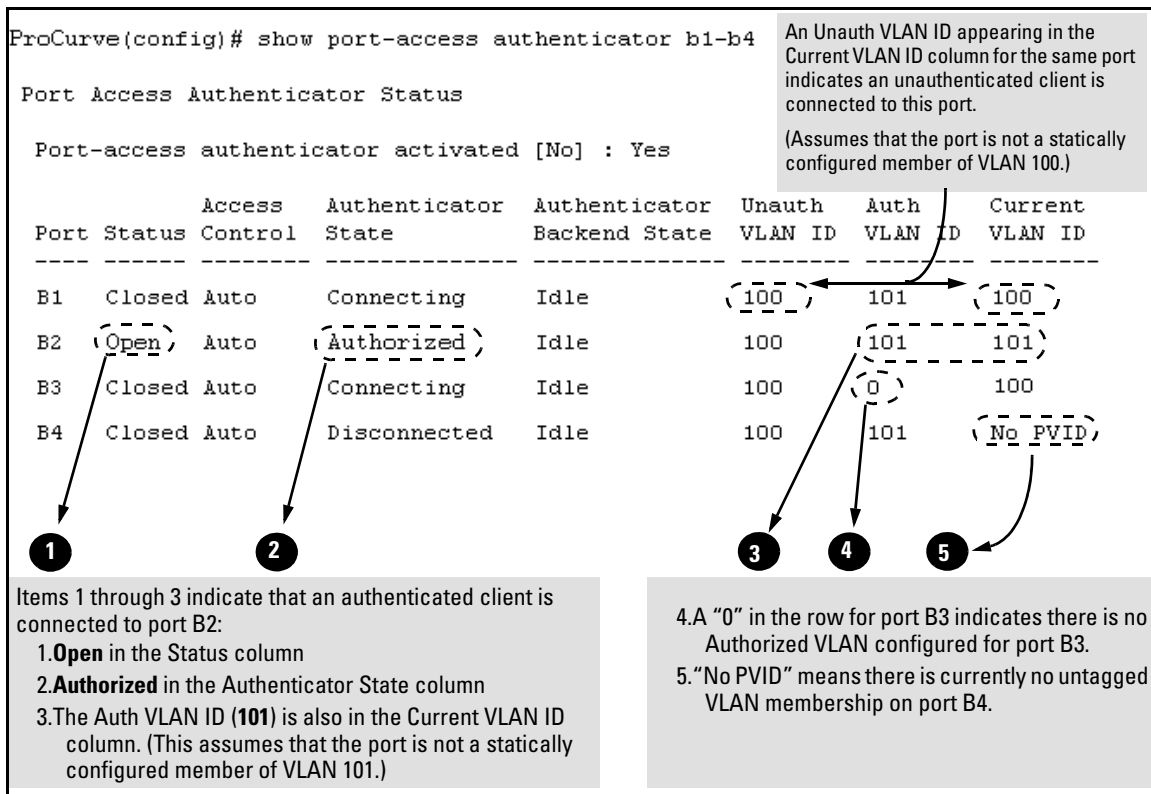 ProCurve(config)# show port-access authenticator b1-b4
An Unauth VLAN ID appearing in the
Current VLAN ID column for the same port
indicates an unauthenticated client is
connected to this port.
(Assumes that the port is not a statically
configured member of VLAN 100.)
Port Access Authenticator Status
Port-access authenticator activated [No] : Yes
Access Authenticator Authenticator Unauth Auth Current
Port Status Control State Backend State VLAN ID VLAN ID VLAN ID
---- ------ -------- -------------- -------------- -------- -------- --------
B1 Closed Auto Connecting Idle 100 101 100
B2 Open Auto Authorized Idle 100 101 101
B3 Closed Auto Connecting Idle 100 0 100
B4 Closed Auto Disconnected Idle 100 101 No PVID
1 2 3 4 5
Items 1 through 3 indicate that an authenticated client is
connected to port B2:
1.Open in the Status column
2.Authorized in the Authenticator State column
3.The Auth VLAN ID (101) is also in the Current VLAN ID
column. (This assumes that the port is not a statically
configured member of VLAN 101.)
4.A “0” in the row for port B3 indicates there is no
Authorized VLAN configured for port B3.
5.“No PVID” means there is currently no untagged
VLAN membership on port B4.